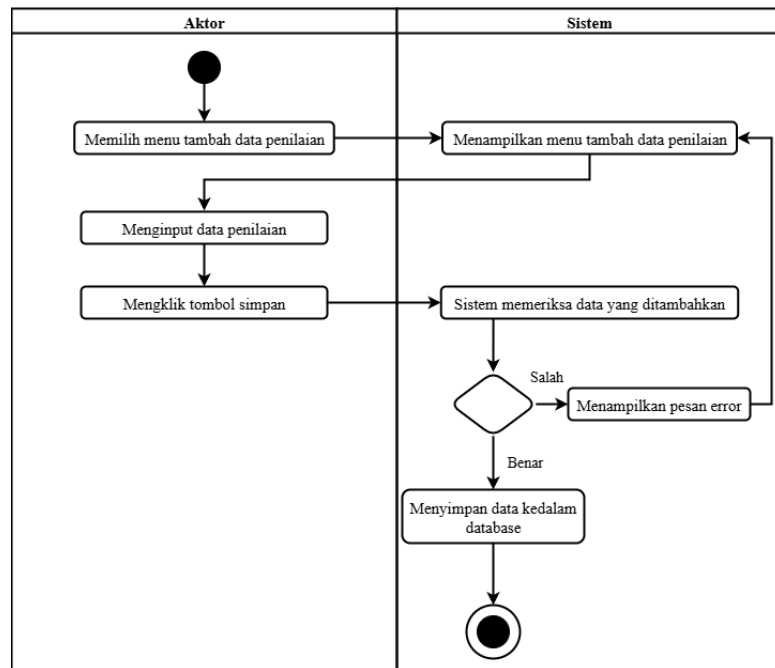 Aktor
Sistem
Memilih menu tambah data penilaian
Menampilkan menu tambah data penilaian
Menginput data penilaian
Mengklik tombol simpan
Sistem memeriksa data yang ditambahkan
Salah
Menampilkan pesan error
Benar
Menyimpan data kedalam
database